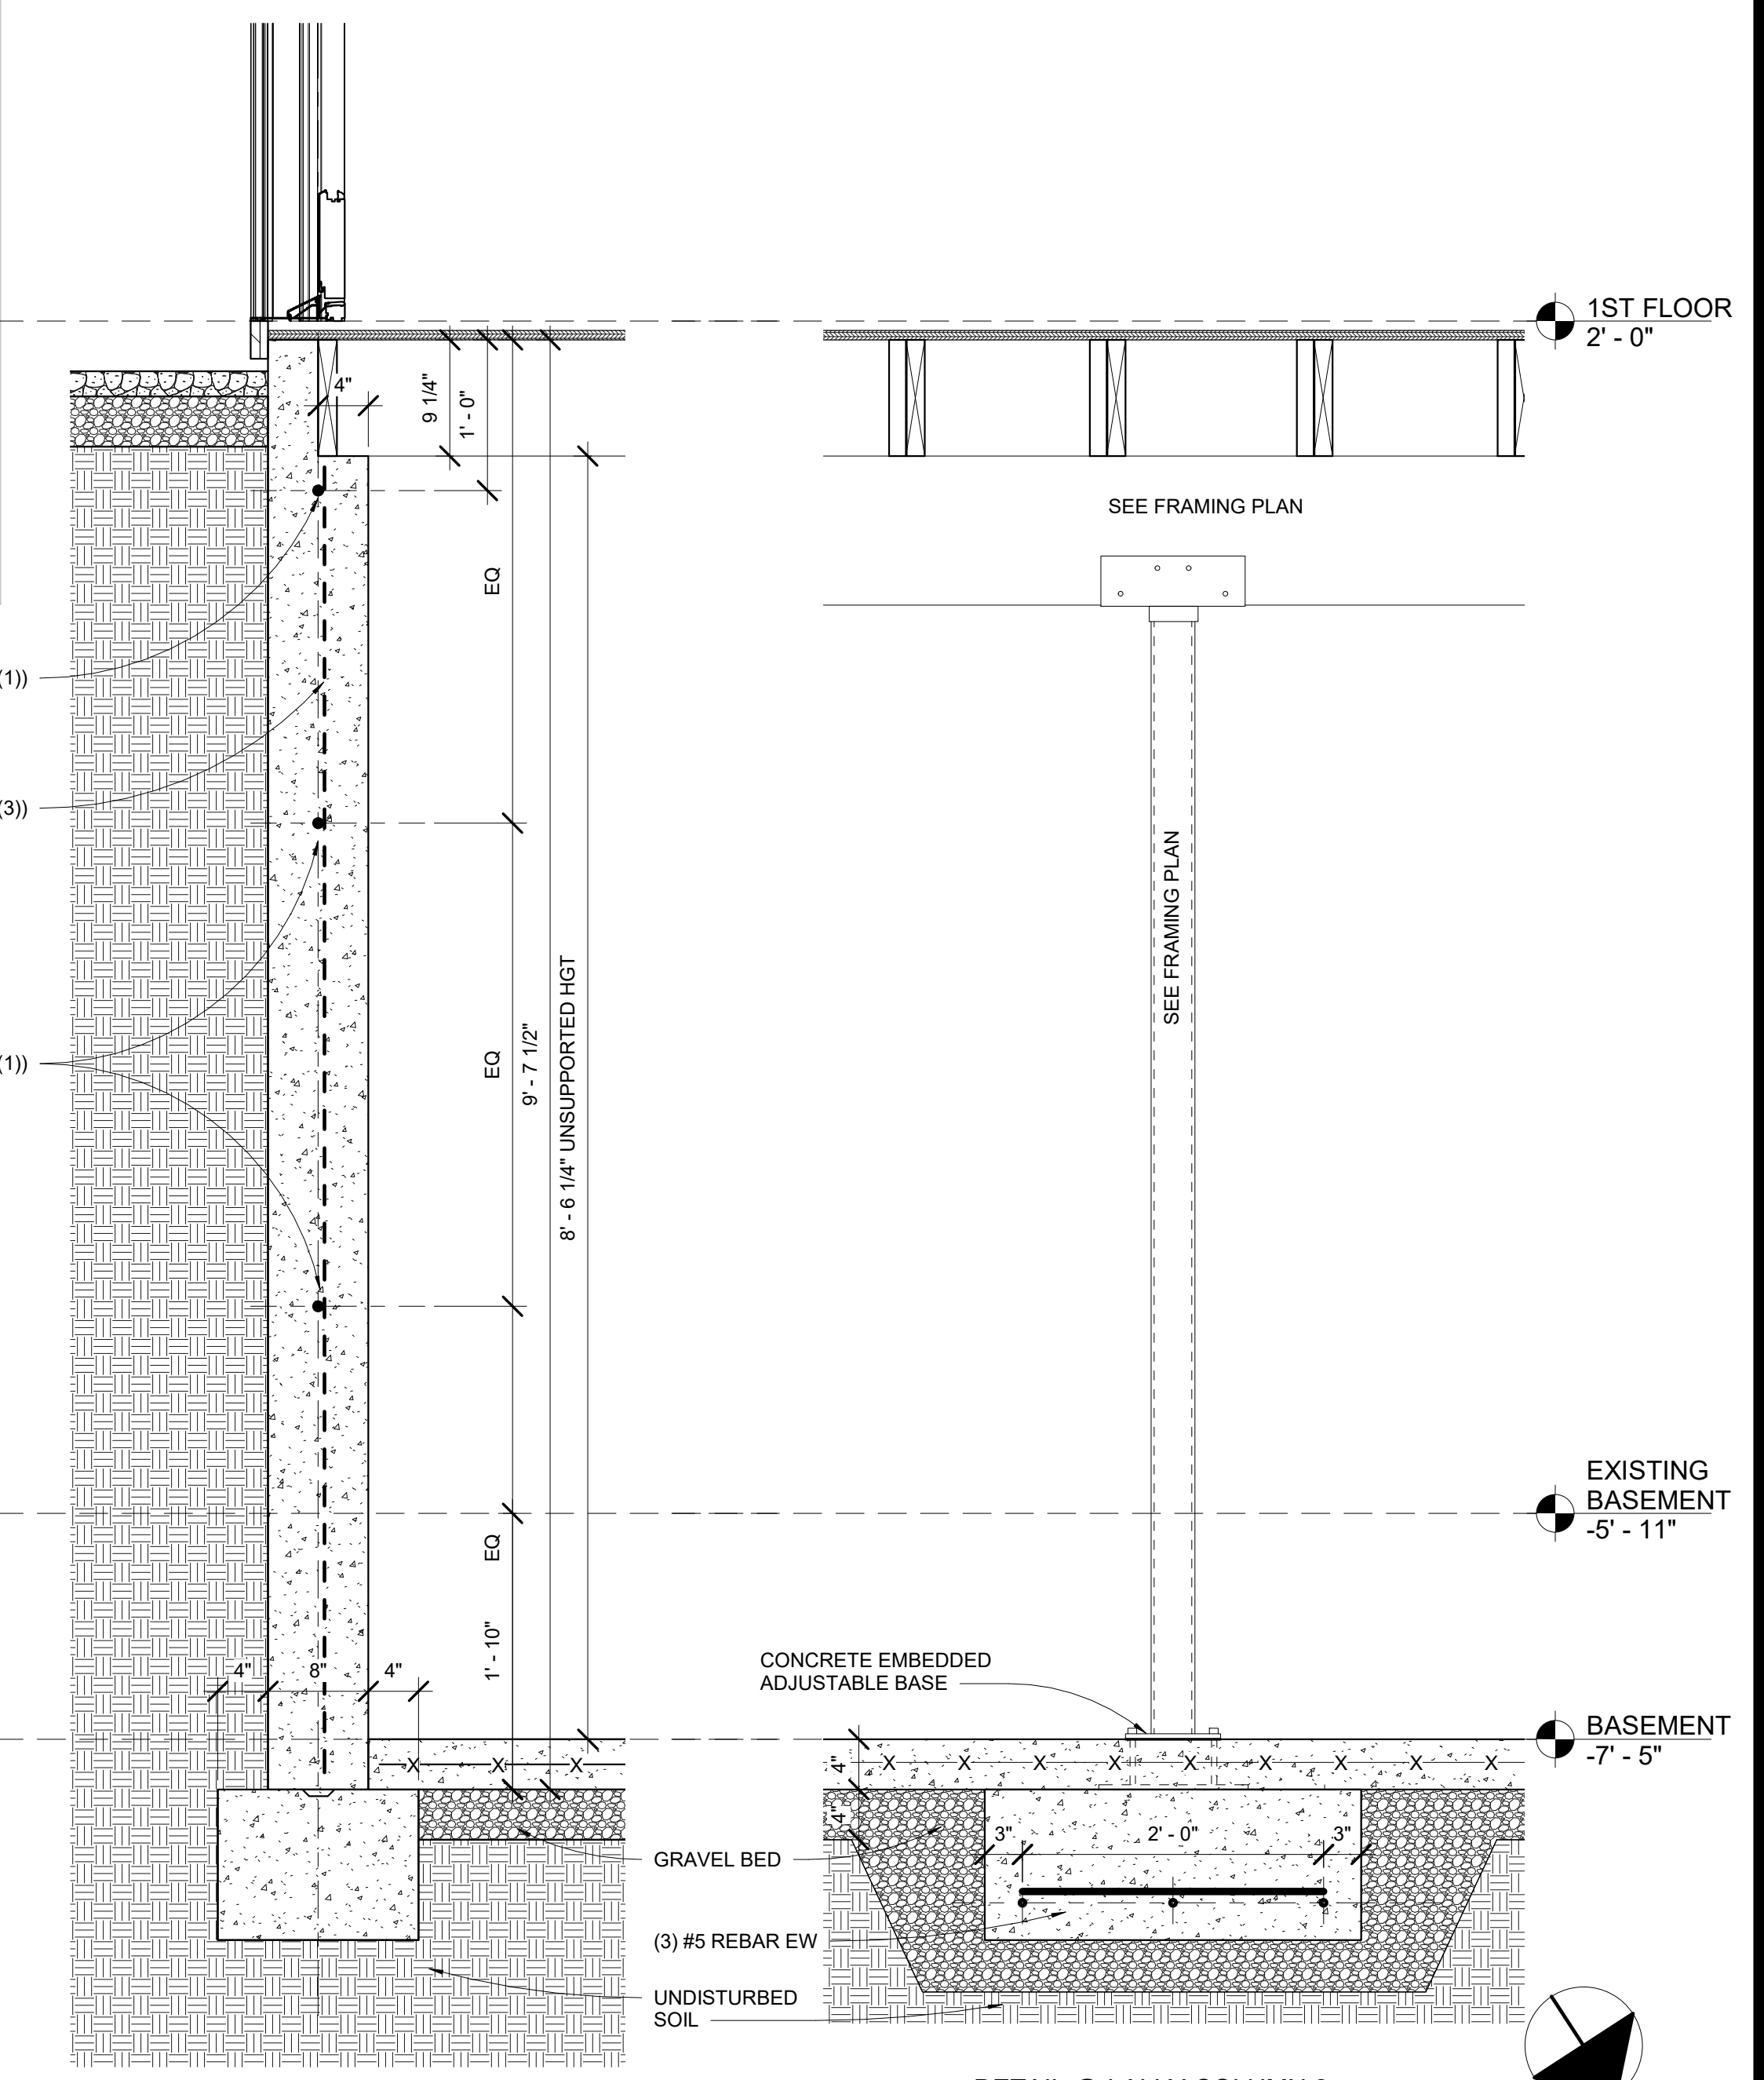 1ST FLOOR
2' - 0"
4"
9 1/4"
1' - 0"
SEE FRAMING PLAN
EQ
(1))
(3))
SEE FRAMING PLAN
EQ
9' - 7 1/2"
8' - 6 1/4" UNSUPPORTED HGT
(1))
EXISTING
BASEMENT
-5' - 11"
EQ
1' - 10"
4"
8"
4"
CONCRETE EMBEDDED
ADJUSTABLE BASE
BASEMENT
-7' - 5"
X X X
4"
X X X X X X X X X
4"
3"
2' - 0"
3"
GRAVEL BED
(3) #5 REBAR EW
UNDISTURBED
SOIL